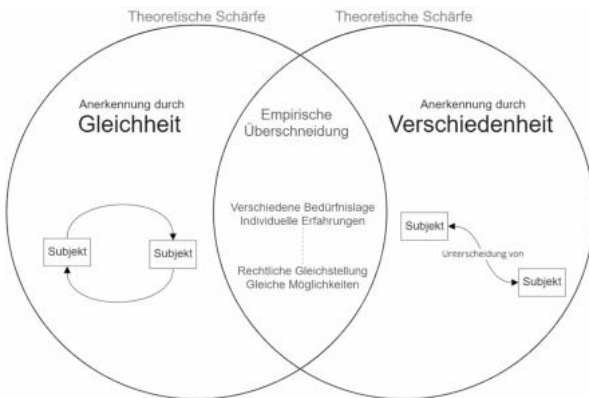 Theoretische Schärfe
Theoretische Schärfe
Anerkennung durch
Gleichheit
Empirische
Überschneidung
Anerkennung durch
Verschiedenheit
Verschiedene Bedürfnislage
Individuelle Erfahrungen
Rechtliche Gleichstellung
Gleiche Möglichkeiten
Subjekt
Subjekt
Subjekt
Unterscheidung von
Subjekt